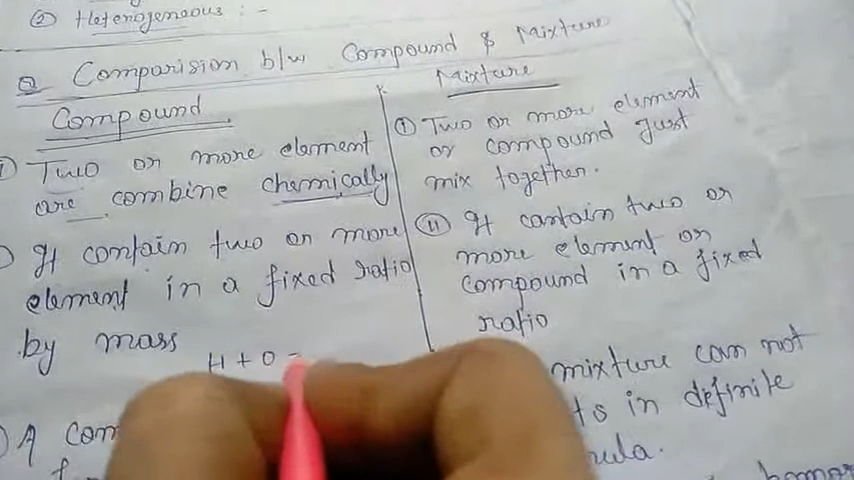 ② Heterogeneous : -
Q Comparision b/w Compound & Mixture
Compound
Mixture
Two or more element
are combine chemically
It contain two or more
element in a fixed ratio
by mass
H + O -
A com
① Two or more element
or compound just
mix together.
⑪ It contain two or
more element or
compound in a fixed
ratio
mixture can not
ts in definite
ula.